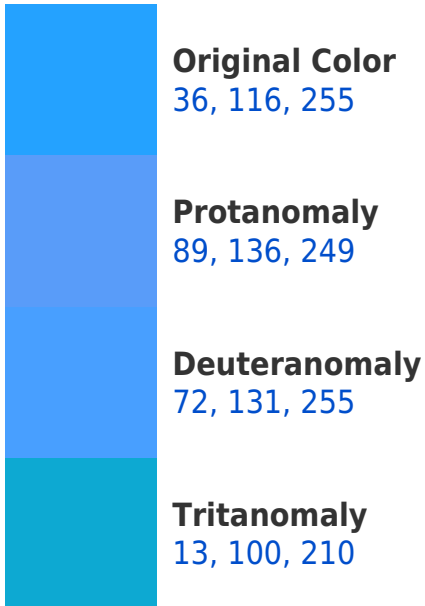 Original Color
36, 116, 255
Protanomaly
89, 136, 249
Deuteranomaly
72, 131, 255
Tritanomaly
13, 100, 210